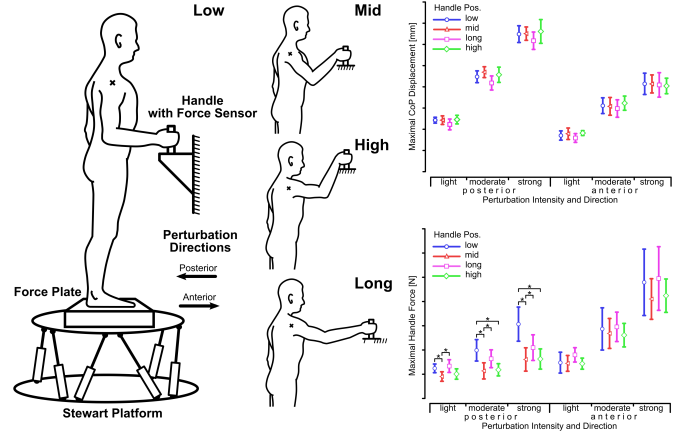 Low
Handle
with Force Sensor
Perturbation
Directions
Posterior
Anterior
Force Plate
Stewart Platform
Mid
High
Long
Maximal CoP Displacement [mm]
Handle Pos.
low
mid
long
high
light moderate strong light moderate strong
posterior anterior
Perturbation Intensity and Direction
Maximal Handle Force [N]
Handle Pos.
low
mid
long
high
* * * * * * * *
light moderate strong light moderate strong
posterior anterior
Perturbation Intensity and Direction